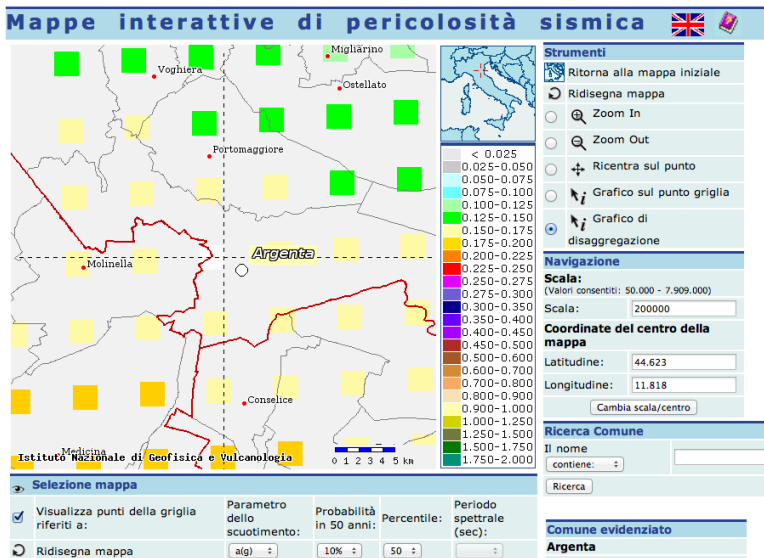 Mappe interattive di pericolosità sismica
Migliarino
Voghiera
Ostellato
Portomaggiore
Argenta
Molinella
Conselice
Medicina
Istituto Nazionale di Geofisica e Vulcanologia
0 1 2 3 4 5 km
< 0.025
0.025-0.050
0.050-0.075
0.075-0.100
0.100-0.125
0.125-0.150
0.150-0.175
0.175-0.200
0.200-0.225
0.225-0.250
0.250-0.275
0.275-0.300
0.300-0.350
0.350-0.400
0.400-0.450
0.450-0.500
0.500-0.600
0.600-0.700
0.700-0.800
0.800-0.900
0.900-1.000
1.000-1.250
1.250-1.500
1.500-1.750
1.750-2.000
Strumenti
Ritorna alla mappa iniziale
Ridisegna mappa
Zoom In
Zoom Out
Ricentra sul punto
Grafico sul punto griglia
Grafico di
disaggregazione
Navigazione
Scala:
(Valori consentiti: 50.000 - 7.909.000)
Scala: 200000
Coordinate del centro della
mappa
Latitudine: 44.623
Longitudine: 11.818
Cambia scala/centro
Ricerca Comune
Il nome
contiene:
Ricerca
Comune evidenziato
Argenta
Selezione mappa
Visualizza punti della griglia
riferiti a:
Parametro
dello
scuotimento:
Probabilità
in 50 anni:
Percentile:
Periodo
spettrale
(sec):
Ridisegna mappa
a(g)
10%
50
-